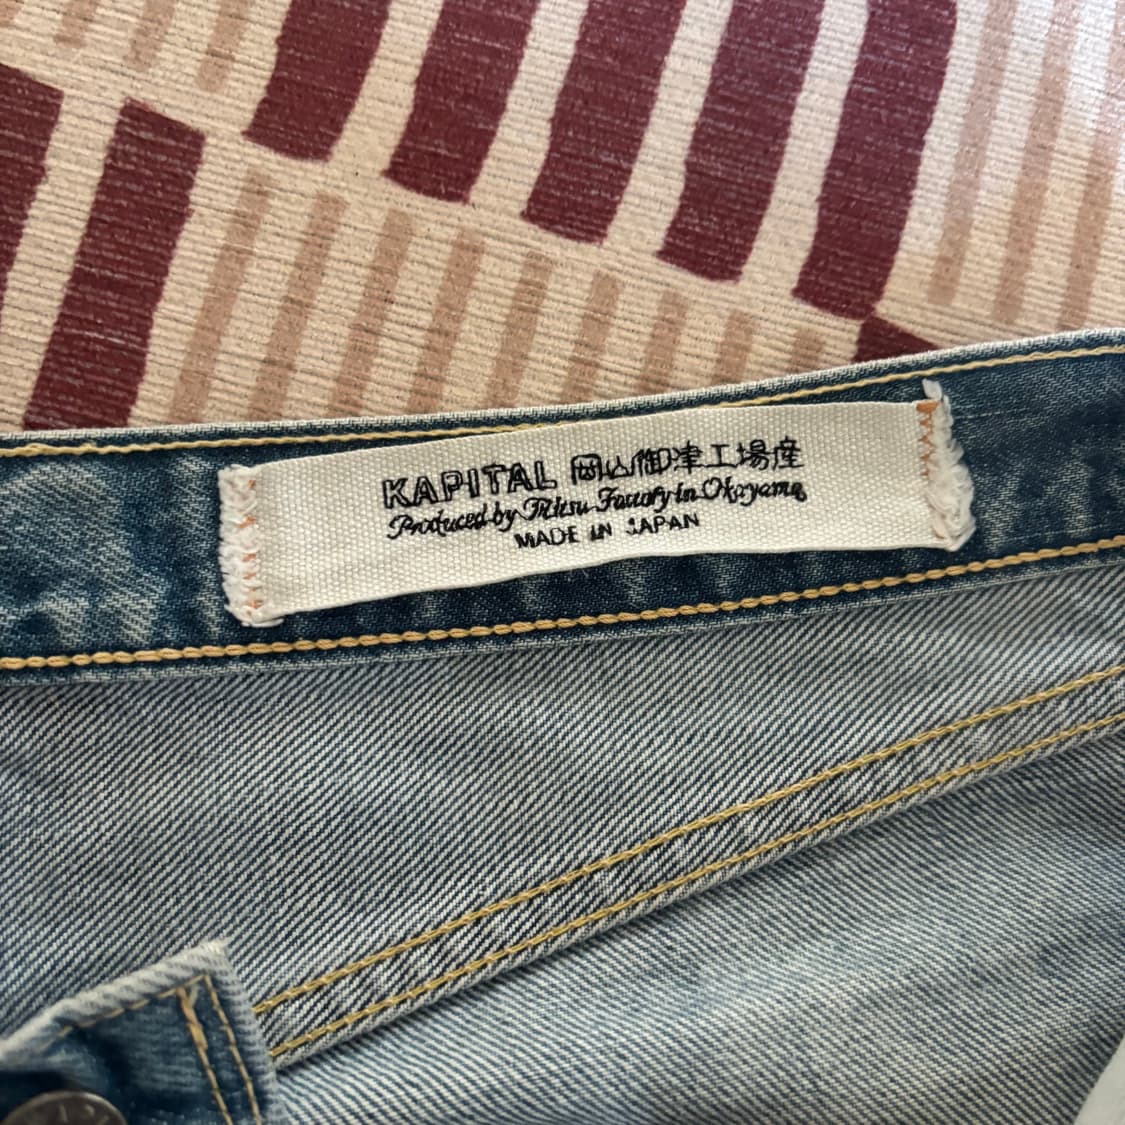 KAPITAL 岡山御津工場産
Produced by Mitsu Factory in Okayama
MADE IN JAPAN